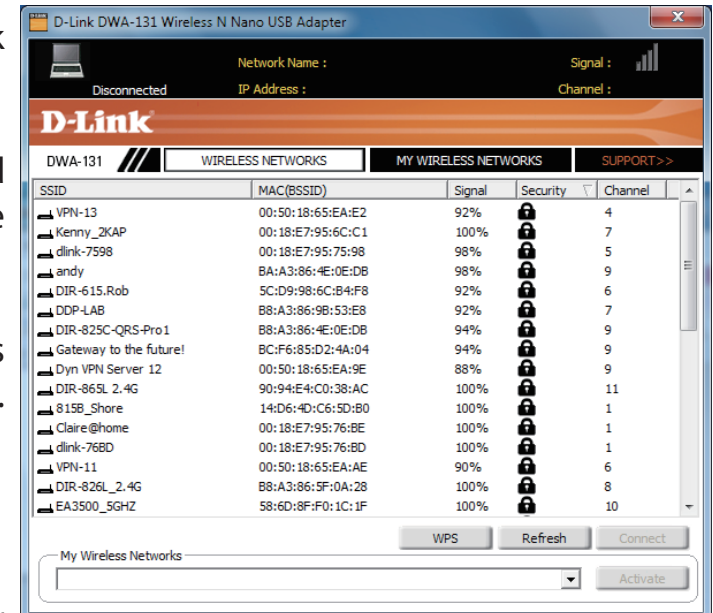 D-Link DWA-131 Wireless N Nano USB Adapter
Network Name : Signal :
Disconnected IP Address : Channel :
D-Link
DWA-131 WIRELESS NETWORKS MY WIRELESS NETWORKS SUPPORT>>
SSID MAC(BSSID) Signal Security Channel
VPN-13 00:50:18:65:EA:E2 92% 4
Kenny_2KAP 00:18:E7:95:6C:C1 100% 7
dlink-7598 00:18:E7:95:75:98 98% 5
andy BA:A3:86:4E:0E:DB 98% 9
DIR-615.Rob 5C:D9:98:6C:B4:F8 92% 6
DDP-LAB B8:A3:86:9B:53:E8 92% 7
DIR-825C-QRS-Pro1 B8:A3:86:4E:0E:DB 94% 9
Gateway to the future! BC:F6:85:D2:4A:04 94% 9
Dyn VPN Server 12 00:50:18:65:EA:9E 88% 9
DIR-865L 2.4G 90:94:E4:C0:38:AC 100% 11
815B_Shore 14:D6:4D:C6:5D:B0 100% 1
Claire@home 00:18:E7:95:76:BE 100% 1
dlink-76BD 00:18:E7:95:76:BD 100% 1
VPN-11 00:50:18:65:EA:AE 90% 6
DIR-826L_2.4G B8:A3:86:5F:0A:28 100% 8
EA3500_5GHZ 58:6D:8F:F0:1C:1F 100% 10
WPS Refresh Connect
My Wireless Networks
Activate